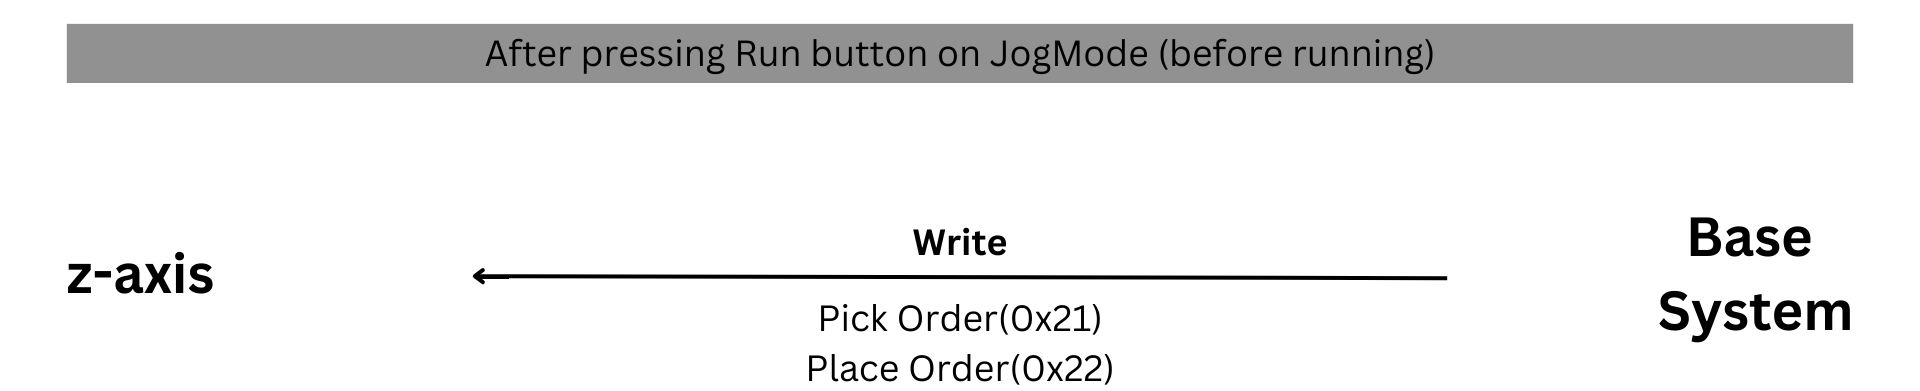 After pressing Run button on JogMode (before running)
z-axis
Write
Pick Order(0x21)
Place Order(0x22)
Base
System